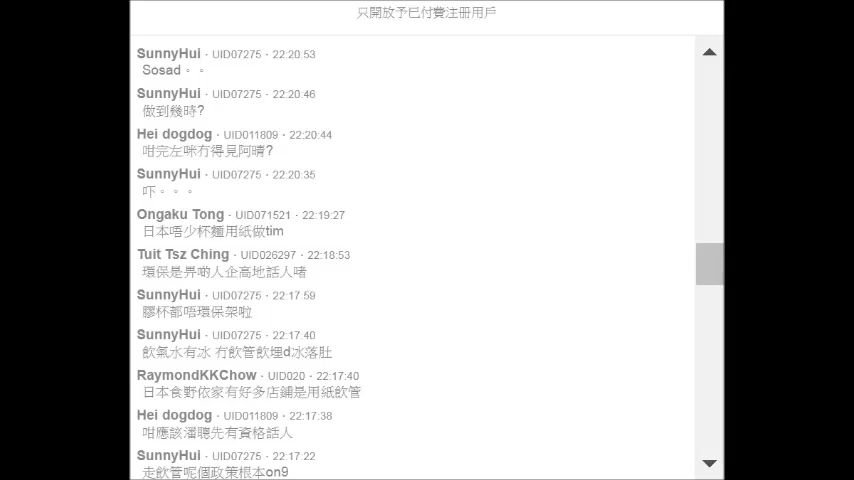 只開放予已付費注冊用戶
SunnyHui · UID07275 · 22:20:53
Sosad。。
SunnyHui · UID07275 · 22:20:46
做到幾時?
Hei dogdog · UID011809 · 22:20:44
咁完左咪冇得見阿晴?
SunnyHui · UID07275 · 22:20:35
吓。。。
Ongaku Tong · UID071521 · 22:19:27
日本唔少杯麵用紙做tim
Tuit Tsz Ching · UID026297 · 22:18:53
環保是畀啲人企高地話人啫
SunnyHui · UID07275 · 22:17:59
膠杯都唔環保架啦
SunnyHui · UID07275 · 22:17:40
飲氣水有冰 冇飲管飲埋d冰落肚
RaymondKKChow · UID020 · 22:17:40
日本食野依家有好多店鋪是用紙飲管
Hei dogdog · UID011809 · 22:17:38
咁應該潘聰先有資格話人
SunnyHui · UID07275 · 22:17:22
走飲管呢個政策根本on9